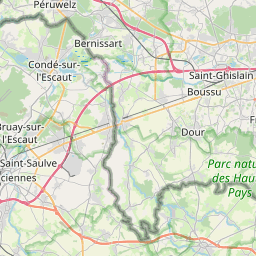 Péruwelz
Bernissart
Condé-sur-
l'Escaut
Saint-Ghislain
Boussu
Bruay-sur-
l'Escaut
Dour
Saint-Saulve
ciennes
Parc natu
des Hau
Pays